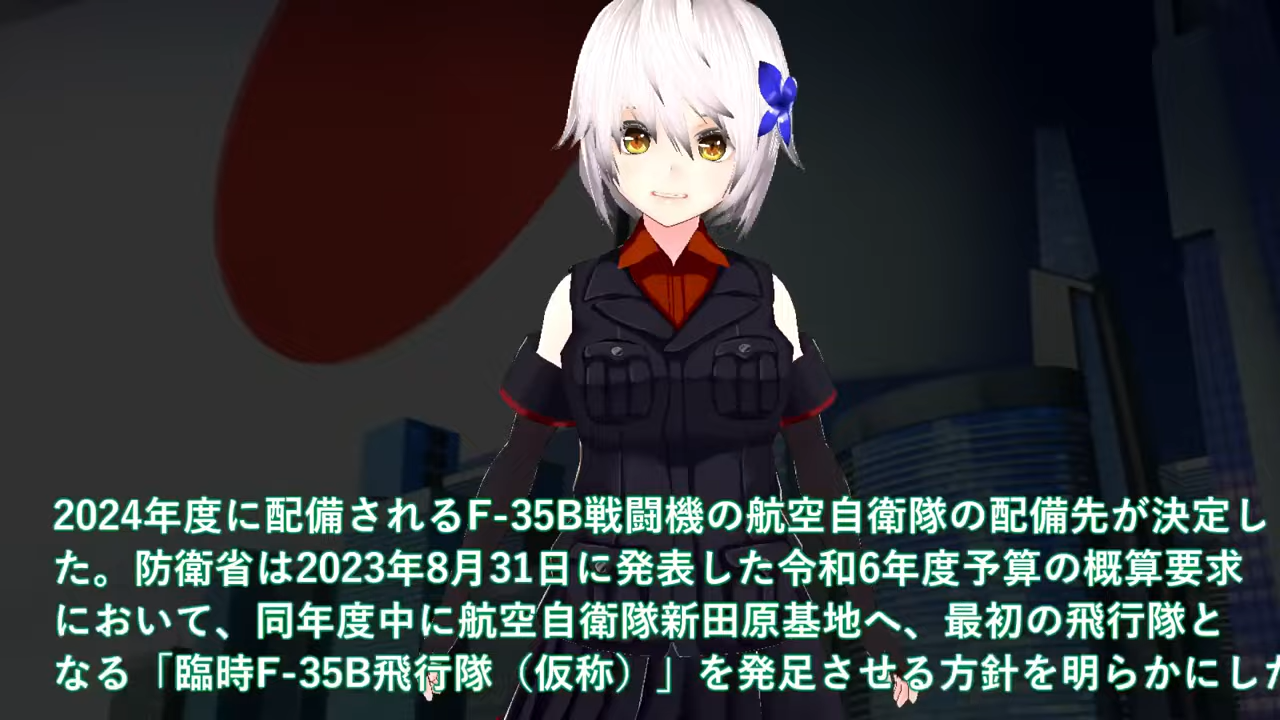 2024年度に配備されるF-35B戦闘機の航空自衛隊の配備先が決定し
た。防衛省は2023年8月31日に発表した令和6年度予算の概算要求
において、同年度中に航空自衛隊新田原基地へ、最初の飛行隊と
なる「臨時F-35B飛行隊（仮称）」を発足させる方針を明らかにした